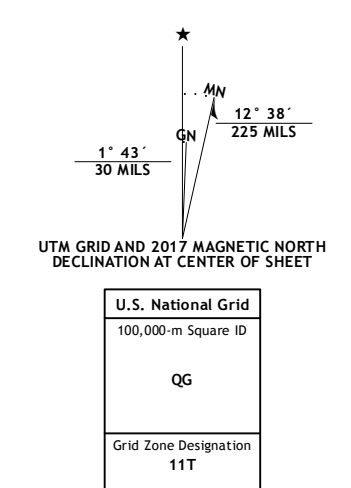 ★
MN
GN
12° 38´
225 MILS
1° 43´
30 MILS
UTM GRID AND 2017 MAGNETIC NORTH
DECLINATION AT CENTER OF SHEET
U.S. National Grid
100,000-m Square ID
QG
Grid Zone Designation
11T